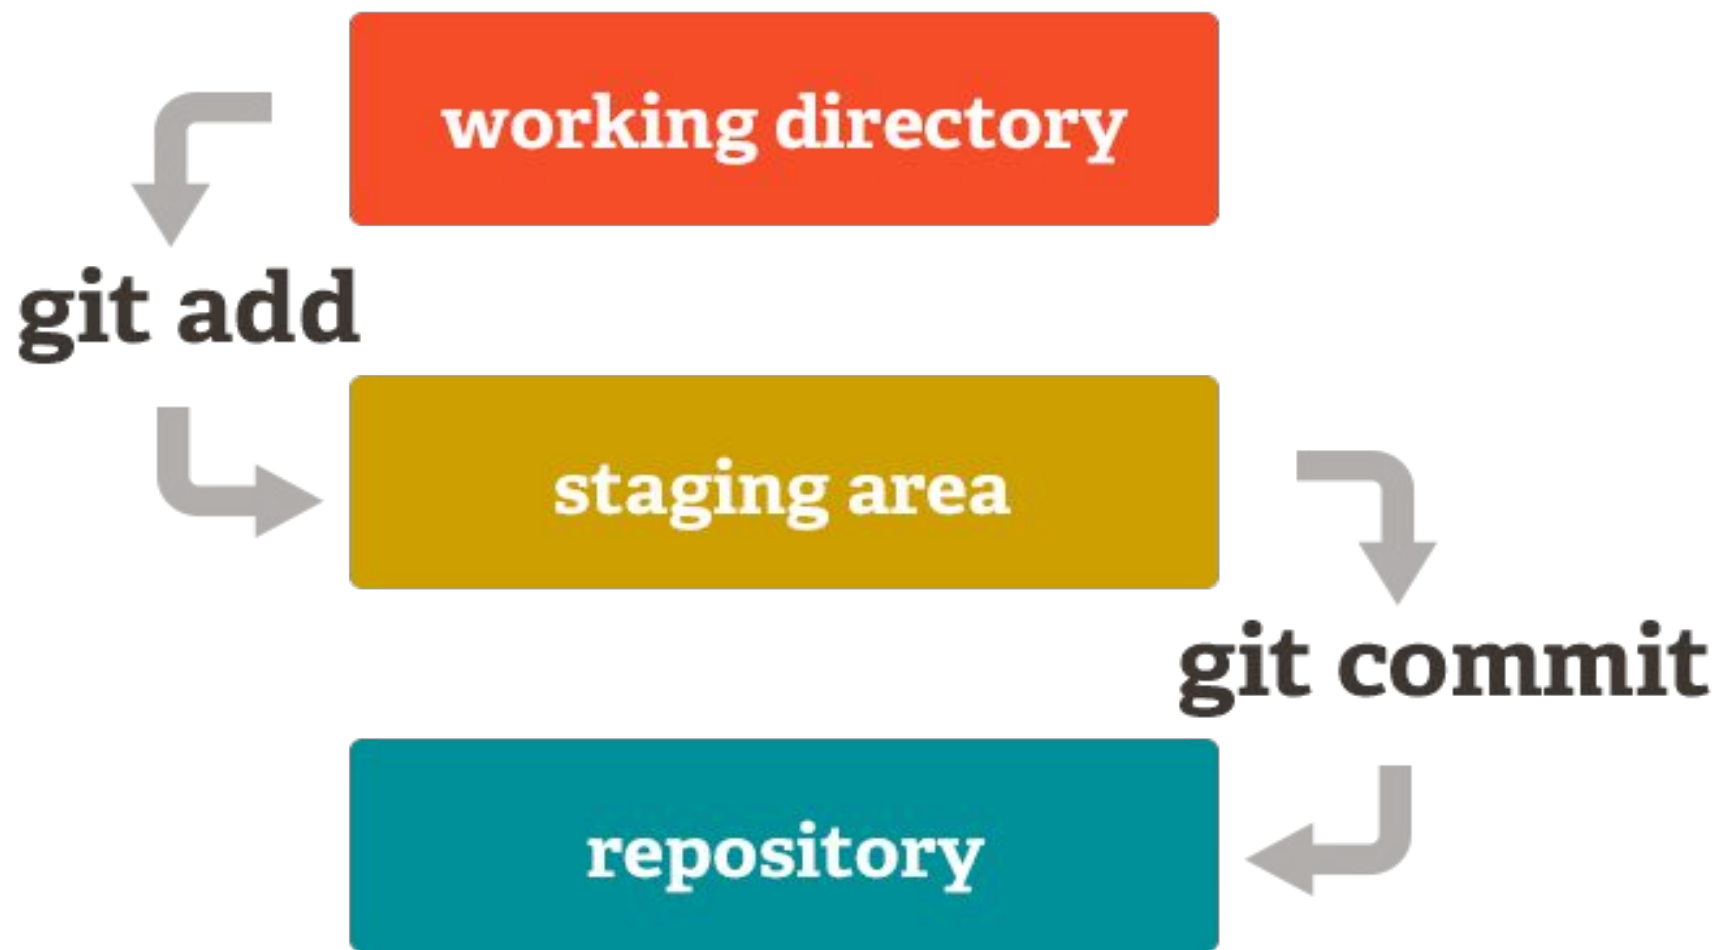 working directory
git add
staging area
git commit
repository